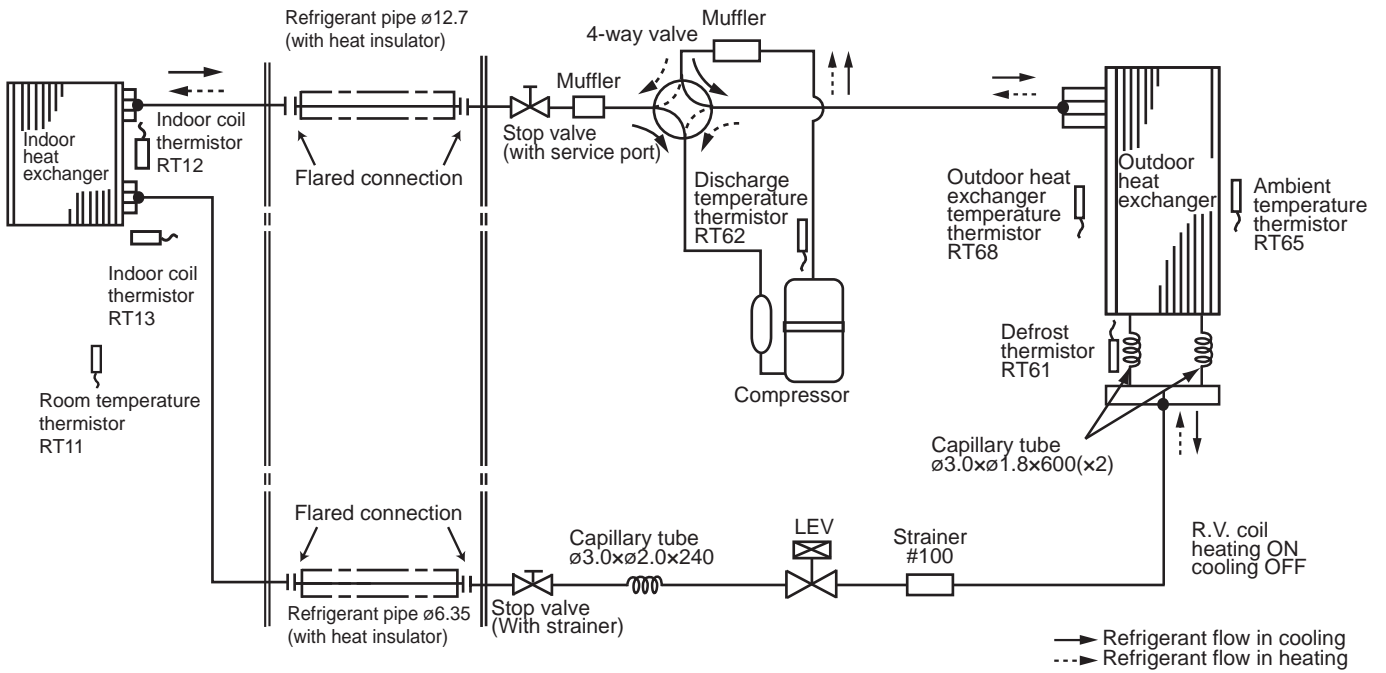 Refrigerant pipe ø12.7
(with heat insulator)
Muffler
4-way valve
Muffler
Stop valve
(with service port)
Indoor
heat
exchanger
Indoor coil
thermistor
RT12
Flared connection
Discharge
temperature
thermistor
RT62
Outdoor heat
exchanger
temperature
thermistor
RT68
Outdoor
heat
exchanger
Ambient
temperature
thermistor
RT65
Indoor coil
thermistor
RT13
Defrost
thermistor
RT61
Room temperature
thermistor
RT11
Compressor
Capillary tube
ø3.0×ø1.8×600(×2)
Flared connection
Capillary tube
ø3.0×ø2.0×240
LEV
Strainer
#100
R.V. coil
heating ON
cooling OFF
Refrigerant pipe ø6.35
(with heat insulator)
Stop valve
(With strainer)
Refrigerant flow in cooling
Refrigerant flow in heating